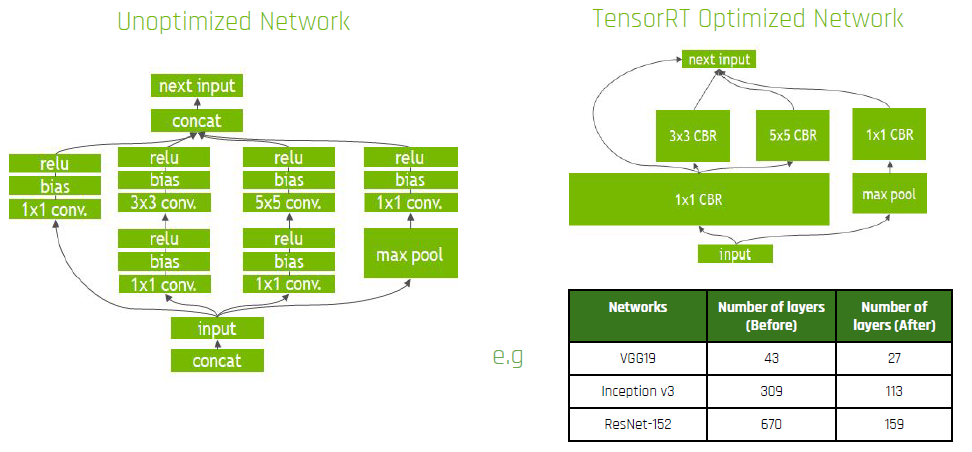 Unoptimized Network
next input
concat
relu
bias
1x1 conv.
relu
bias
3x3 conv.
relu
bias
1x1 conv.
relu
bias
5x5 conv.
relu
bias
1x1 conv.
relu
bias
1x1 conv.
max pool
input
concat
TensorRT Optimized Network
next input
3x3 CBR
5x5 CBR
1x1 CBR
1x1 CBR
max pool
input
e.g
Networks
Number of layers
(Before)
Number of
layers (After)
VGG19
43
27
Inception v3
309
113
ResNet-152
670
159